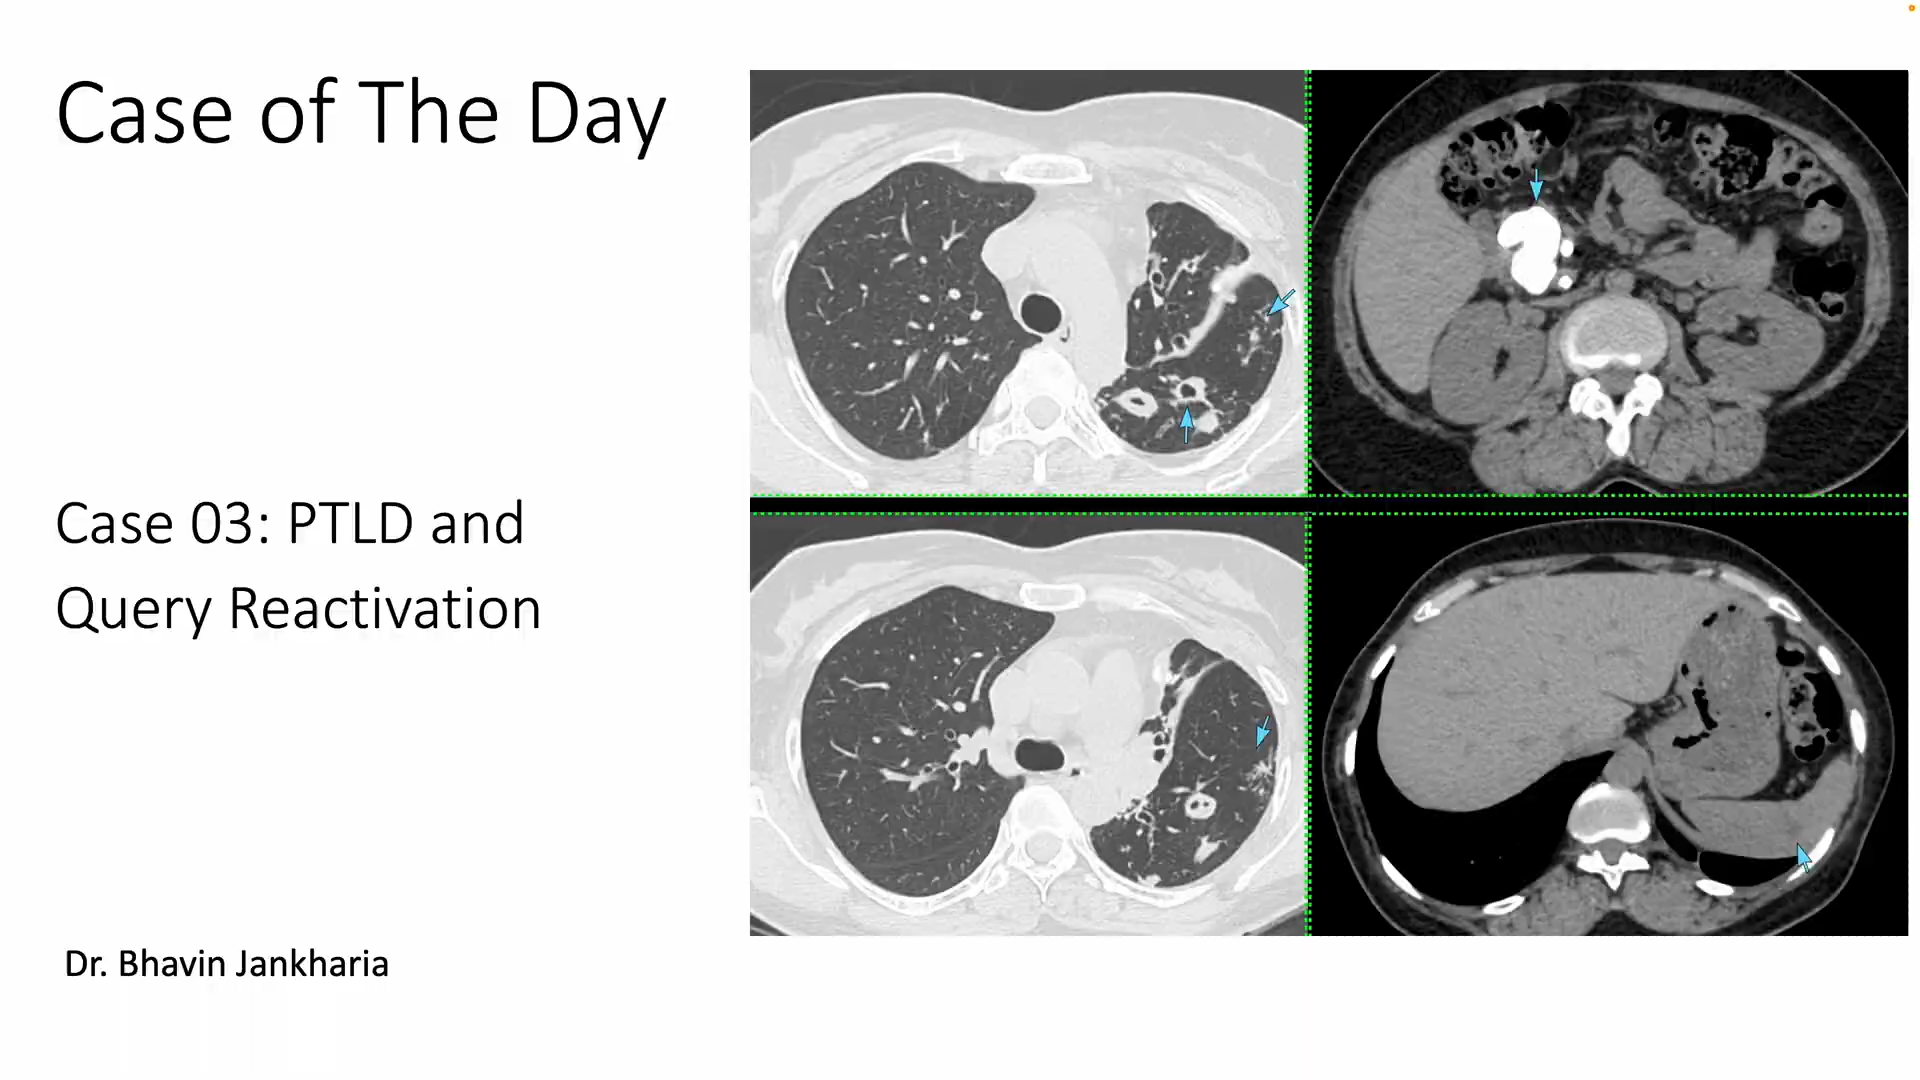 Case of The Day
Case 03: PTLD and
Query Reactivation
Dr. Bhavin Jankharia